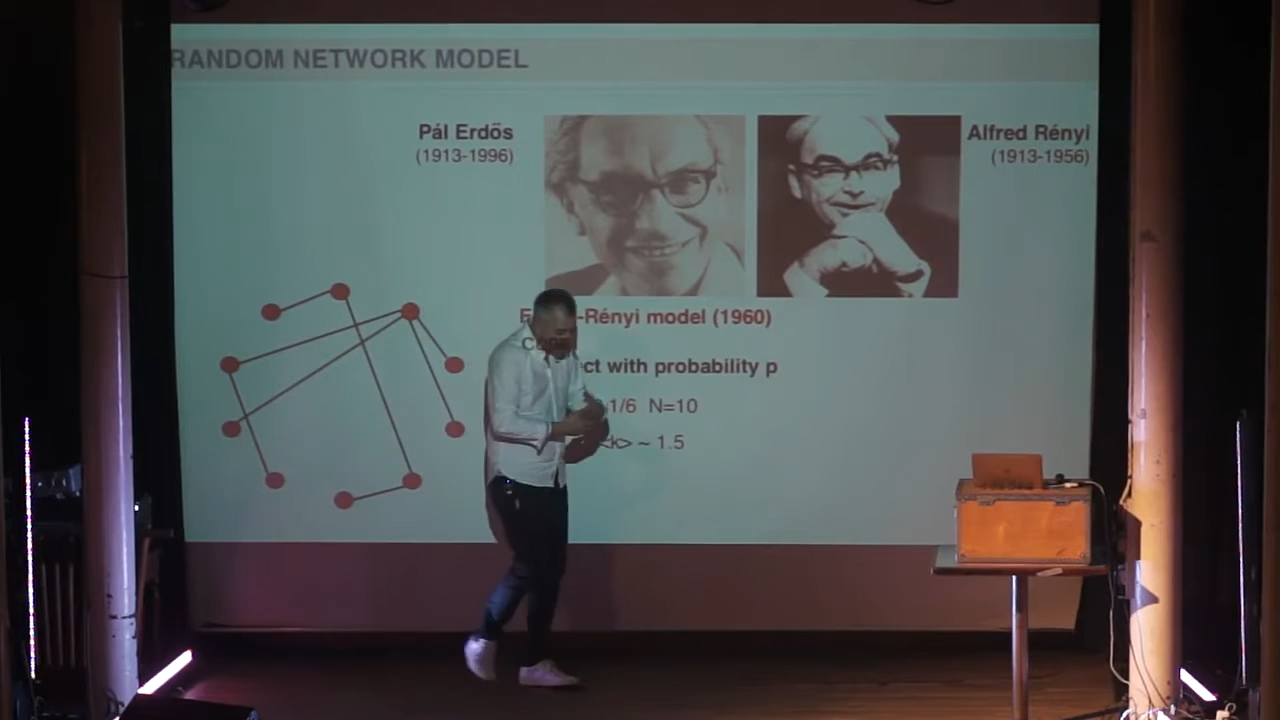 RANDOM NETWORK MODEL
Pál Erdős
(1913-1996)
Alfred Rényi
(1913-1956)
-Rényi model (1960)
with probability p
1/6 N=10
<k> ~ 1.5